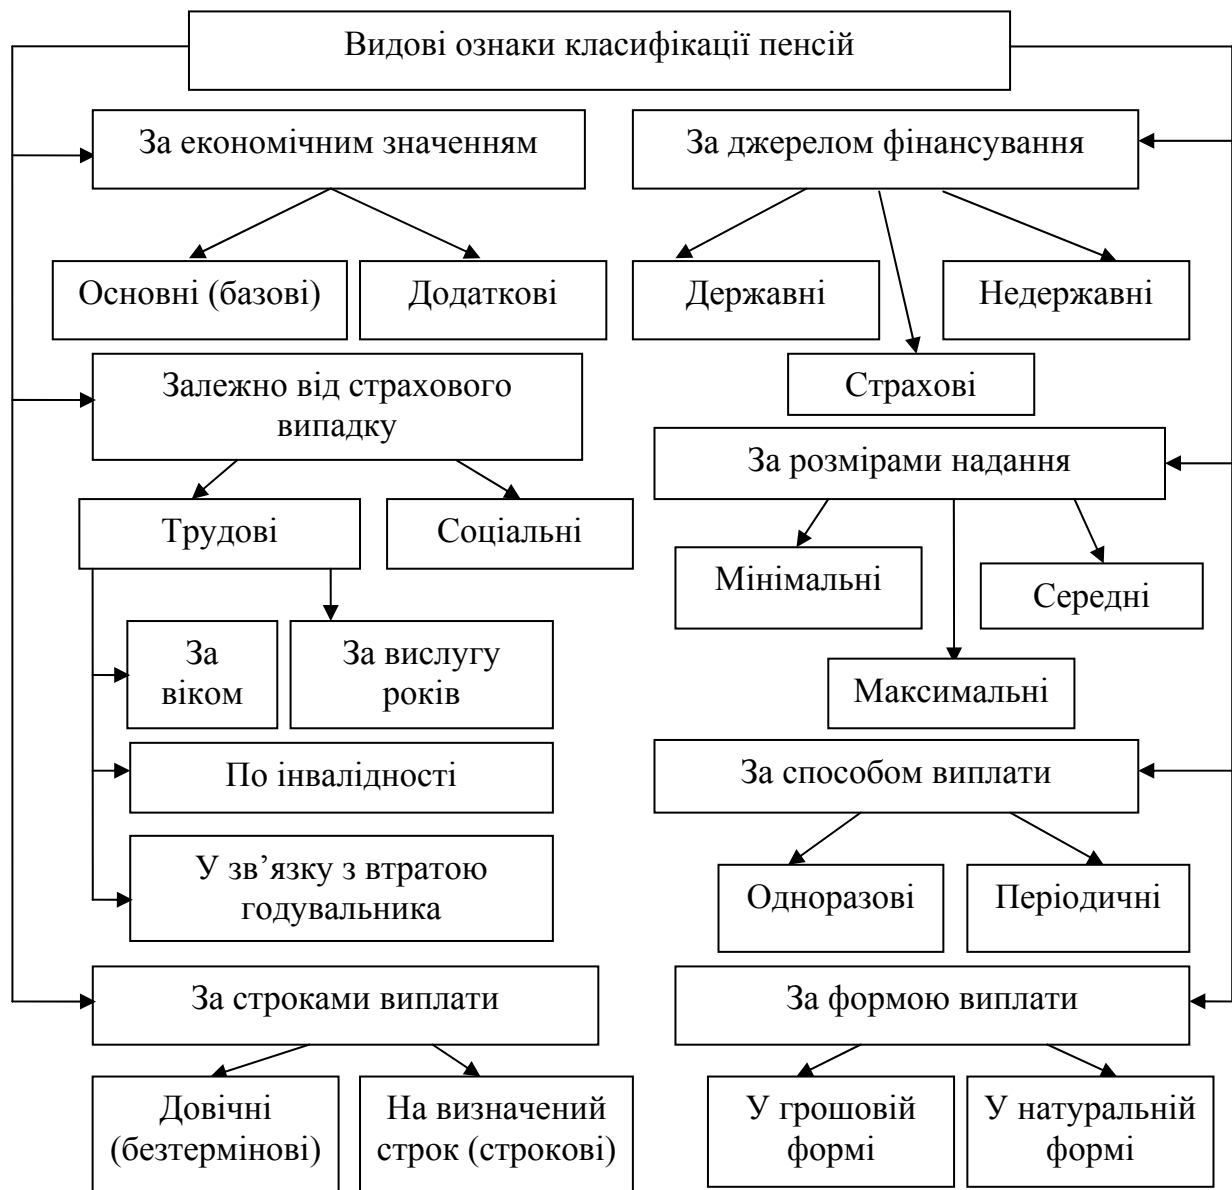 Видові ознаки класифікації пенсій
За економічним значенням
За джерелом фінансування
Основні (базові)
Додаткові
Державні
Недержавні
Страхові
Залежно від страхового
випадку
За розмірами надання
Трудові
Соціальні
Мінімальні
Середні
Максимальні
За
віком
За вислугу
років
По інвалідності
У зв’язку з втратою
годувальника
За способом виплати
Одноразові
Періодичні
За строками виплати
За формою виплати
Довічні
(безтермінові)
На визначений
строк (строкові)
У грошовій
формі
У натуральній
формі